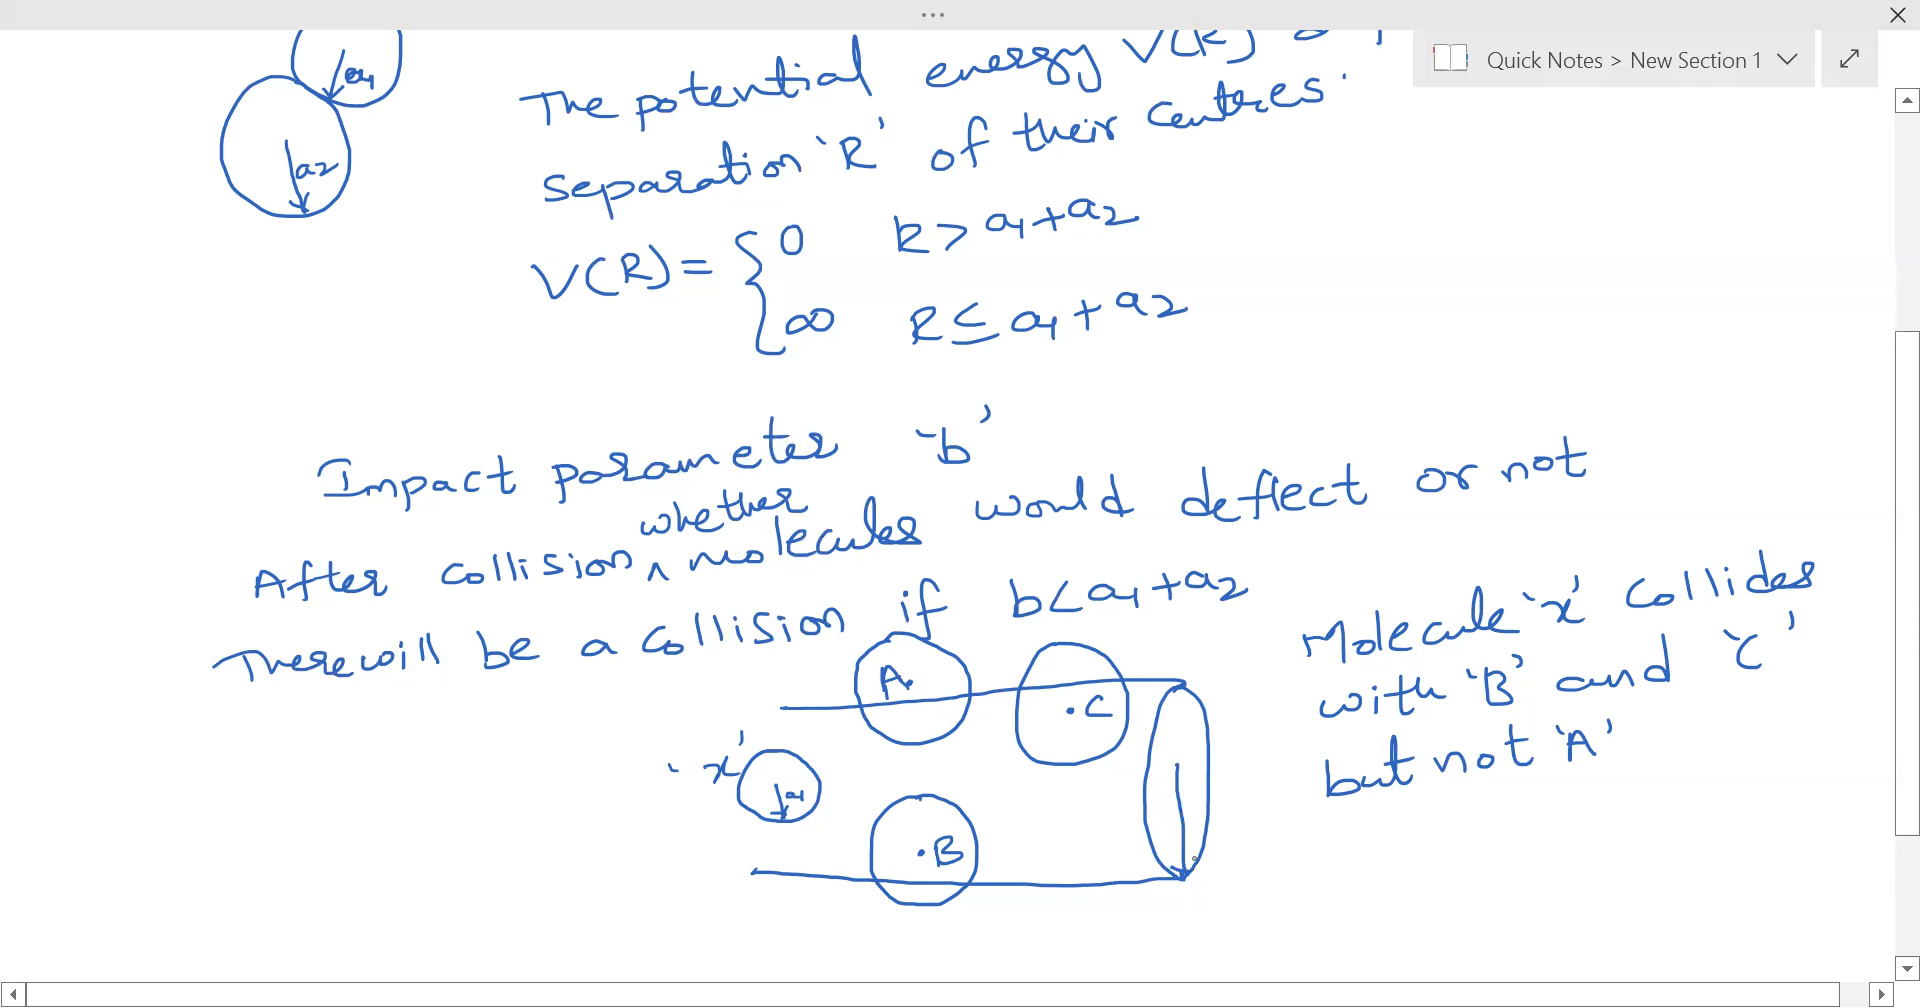 ...
Quick Notes > New Section 1
a1
The potential energy V(R)
a2
separation 'R' of their centres.
V(R) = { 0 R > a1 + a2
∞ R ≤ a1 + a2
Impact parameter 'b'
After collision, whether molecules would deflect or not
There will be a collision if b < a1 + a2
Molecule 'x' collides
with 'B' and 'C'
but not 'A'
A
C
'x'
a1
B